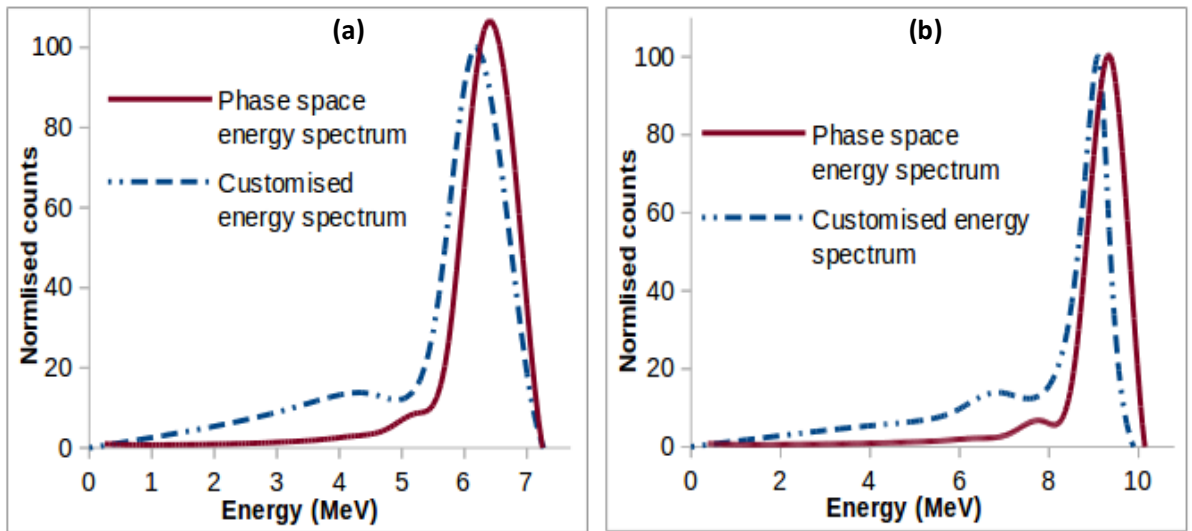 (a)
Normlised counts
100
80
60
40
20
0
Phase space
energy spectrum
Customised
energy spectrum
0 1 2 3 4 5 6 7
Energy (MeV)
(b)
Normlised counts
100
80
60
40
20
0
Phase space
energy spectrum
Customised energy
spectrum
0 2 4 6 8 10
Energy (MeV)